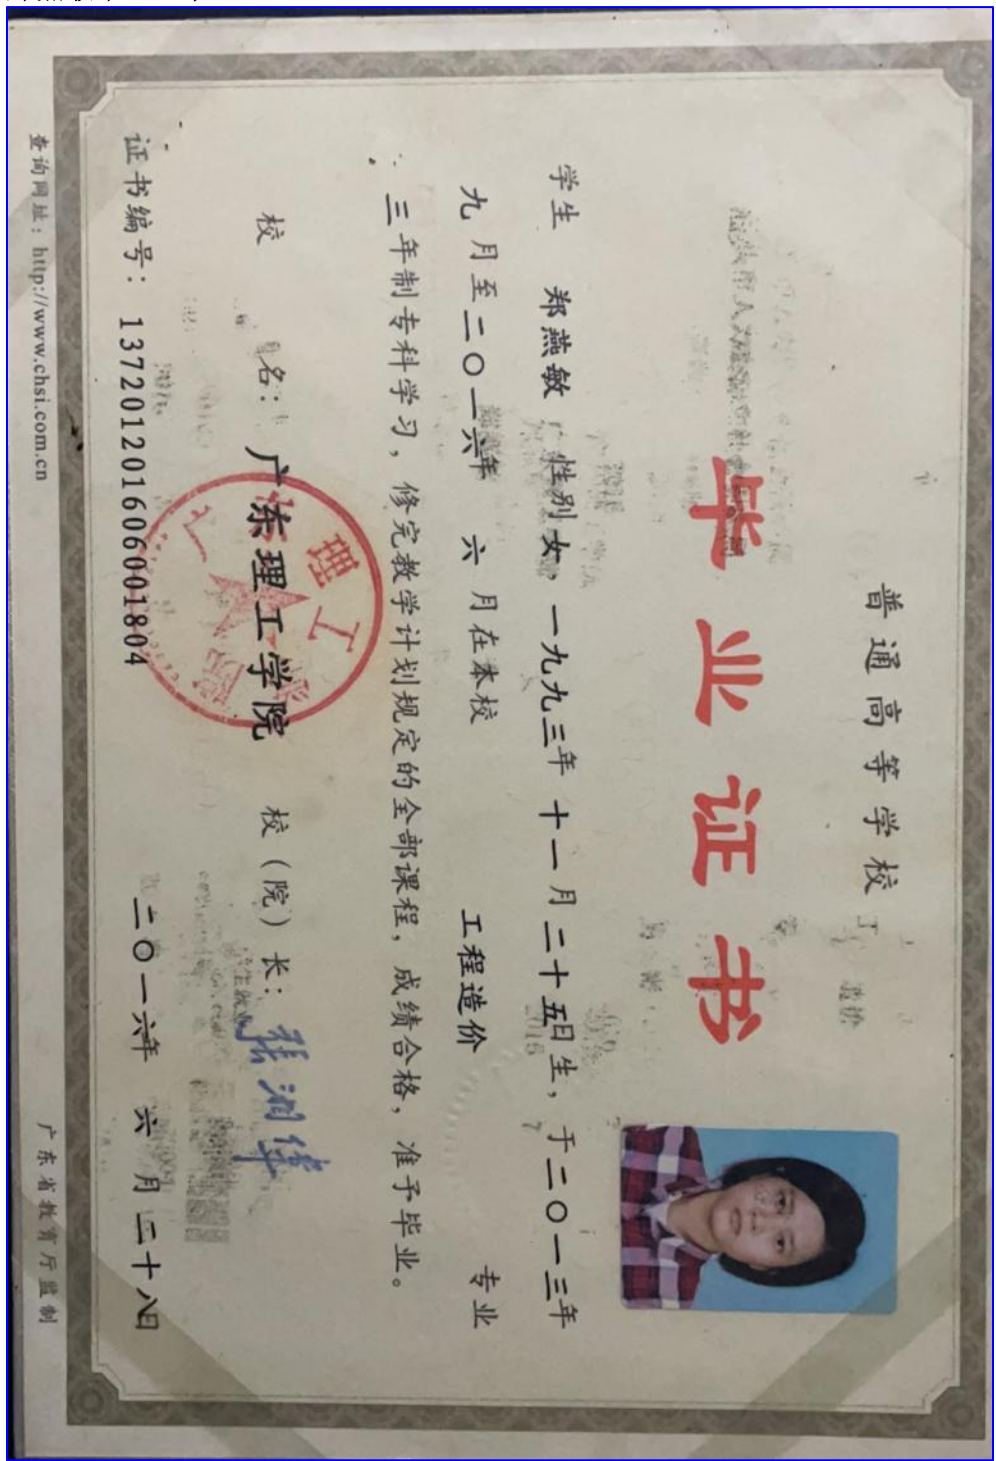 普通高等学校
毕业证书
学生 郑燕敏 性别女，一九九三年 十一月 二十五日生，于二〇一三年
九月至二〇一六年 六月在本校 工程造价 专业
三年制专科学习，修完教学计划规定的全部课程，成绩合格，准予毕业。
校 名：广东理工学院 校（院）长：
证书编号：137201201606001804 二〇一六年 六月二十八日
查询网址：http://www.chsi.com.cn 广东省教育厅监制